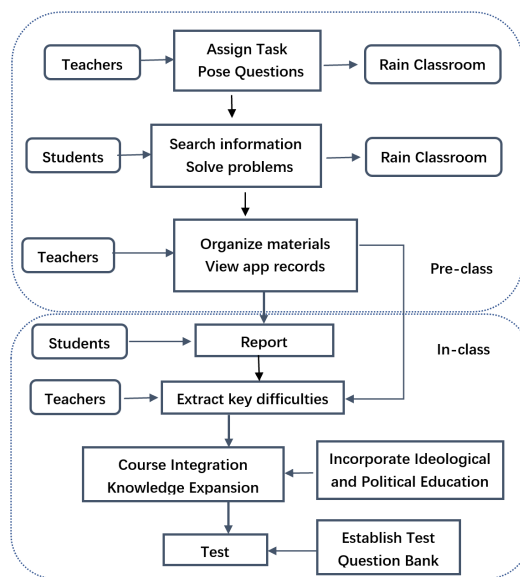 Teachers
Assign Task
Pose Questions
Rain Classroom
Students
Search information
Solve problems
Rain Classroom
Teachers
Organize materials
View app records
Pre-class
Students
Report
In-class
Teachers
Extract key difficulties
Course Integration
Knowledge Expansion
Incorporate Ideological
and Political Education
Test
Establish Test
Question Bank